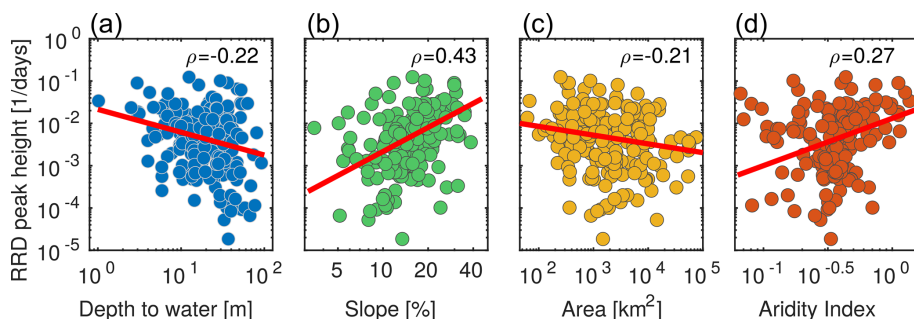 (a) (b) (c) (d)
ρ=-0.22 ρ=0.43 ρ=-0.21 ρ=0.27
RRD peak height [1/days]
10^0
10^-1
10^-2
10^-3
10^-4
10^-5
10^0 10^1 10^2 5 10 20 40 10^2 10^3 10^4 10^5 10^-1 10^-0.5 10^0
Depth to water [m] Slope [%] Area [km^2] Aridity Index